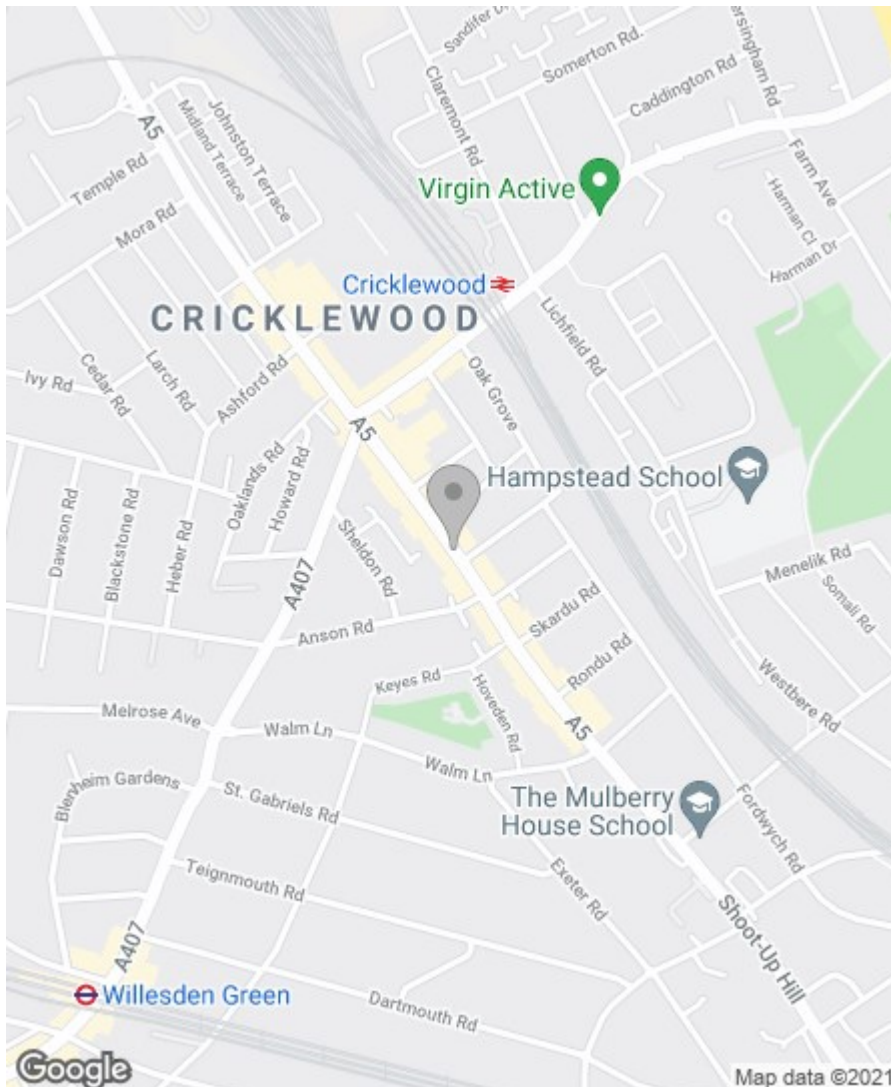 Sandifer Dr
Somerton Rd.
ersingham Rd
Claremont Rd
Caddington Rd
A5
Midland Terrace
Johnston Terrace
Temple Rd
Virgin Active
Farm Ave
Harman Cl
Mora Rd
Harman Dr
Cricklewood
CRICKLEWOOD
Lichfield Rd
Ivy Rd
Cedar Rd
Larch Rd
Ashford Rd
Oak Grove
A5
Oaklands Rd
Howard Rd
Hampstead School
Dawson Rd
Blackstone Rd
Heber Rd
Sheldon Rd
A407
Menelik Rd
Somali Rd
Anson Rd
Skardu Rd
Rondu Rd
Keyes Rd
Hoveden Rd
Westbere Rd
Melrose Ave
Walm Ln
A5
Walm Ln
Blenheim Gardens
St. Gabriels Rd
The Mulberry
House School
Fordwych Rd
Teignmouth Rd
Exeter Rd
Shoot-Up Hill
A407
Willesden Green
Dartmouth Rd
Google
Map data ©2021